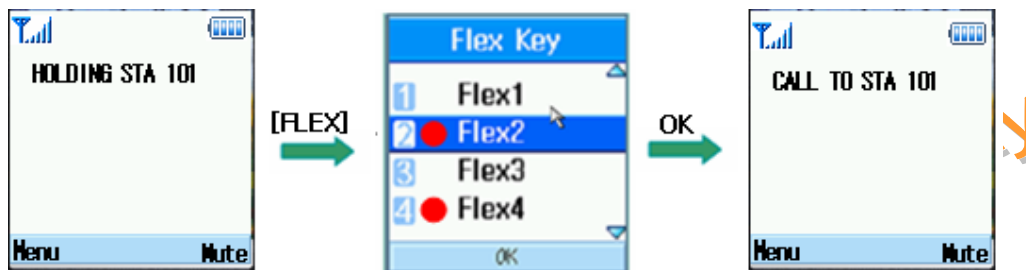 HOLDING STA 101
Menu Mute
[FLEX]
Flex Key
1 Flex1
2 Flex2
3 Flex3
4 Flex4
OK
OK
CALL TO STA 101
Menu Mute